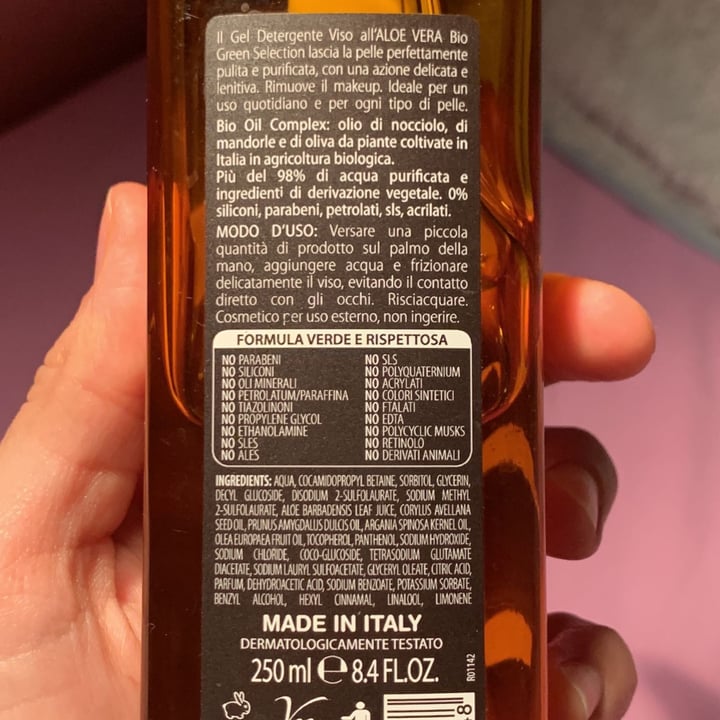 Il Gel Detergente Viso all'ALOE VERA Bio
Green Selection lascia la pelle perfettamente
pulita e purificata, con una azione delicata e
lenitiva. Rimuove il makeup. Ideale per un
uso quotidiano e per ogni tipo di pelle.
Bio Oil Complex: olio di nocciolo, di
mandorle e di oliva da piante coltivate in
Italia in agricoltura biologica.
Più del 98% di acqua purificata e
ingredienti di derivazione vegetale. 0%
siliconi, parabeni, petrolati, sls, acrilati.
MODO D'USO: Versare una piccola
quantità di prodotto sul palmo della
mano, aggiungere acqua e frizionare
delicatamente il viso, evitando il contatto
diretto con gli occhi. Risciacquare.
Cosmetico per uso esterno, non ingerire.
FORMULA VERDE E RISPETTOSA
NO PARABENI
NO SILICONI
NO OLI MINERALI
NO PETROLATUM/PARAFFINA
NO TIAZOLINONI
NO PROPYLENE GLYCOL
NO ETHANOLAMINE
NO SLES
NO ALES
NO SLS
NO POLYQUATERNIUM
NO ACRYLATI
NO COLORI SINTETICI
NO FTALATI
NO EDTA
NO POLYCYCLIC MUSKS
NO RETINOLO
NO DERIVATI ANIMALI
INGREDIENTS: AQUA, COCAMIDOPROPYL BETAINE, SORBITOL, GLYCERIN,
DECYL GLUCOSIDE, DISODIUM 2-SULFOLAURATE, SODIUM METHYL
2-SULFOLAURATE, ALOE BARBADENSIS LEAF JUICE, CORYLUS AVELLANA
SEED OIL, PRUNUS AMYGDALUS DULCIS OIL, ARGANIA SPINOSA KERNEL OIL,
OLEA EUROPAEA FRUIT OIL, TOCOPHEROL, PANTHENOL, SODIUM HYDROXIDE,
SODIUM CHLORIDE, COCO-GLUCOSIDE, TETRASODIUM GLUTAMATE
DIACETATE, SODIUM LAURYL SULFOACETATE, GLYCERYL OLEATE, CITRIC ACID,
PARFUM, DEHYDROACETIC ACID, SODIUM BENZOATE, POTASSIUM SORBATE,
BENZYL ALCOHOL, HEXYL CINNAMAL, LINALOOL, LIMONENE
MADE IN ITALY
DERMATOLOGICAMENTE TESTATO
250 ml ℮ 8.4 FL.OZ.
R01142